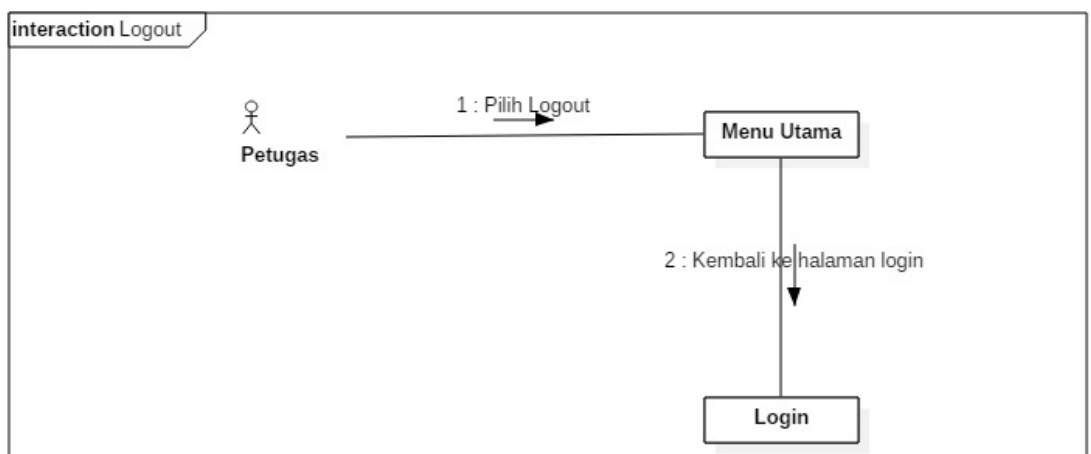 interaction Logout
1 : Pilih Logout
Petugas
Menu Utama
2 : Kembali ke halaman login
Login